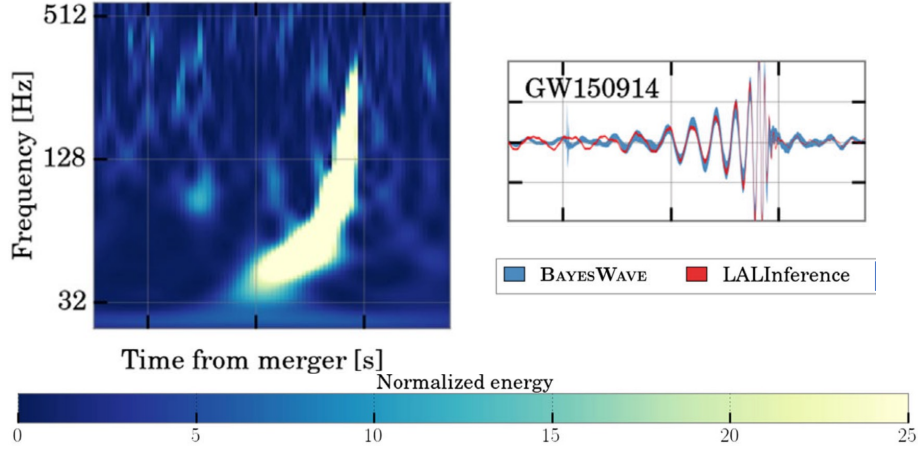 512
128
32
Frequency [Hz]
Time from merger [s]
GW150914
BAYESWAVE
LALInference
Normalized energy
0 5 10 15 20 25